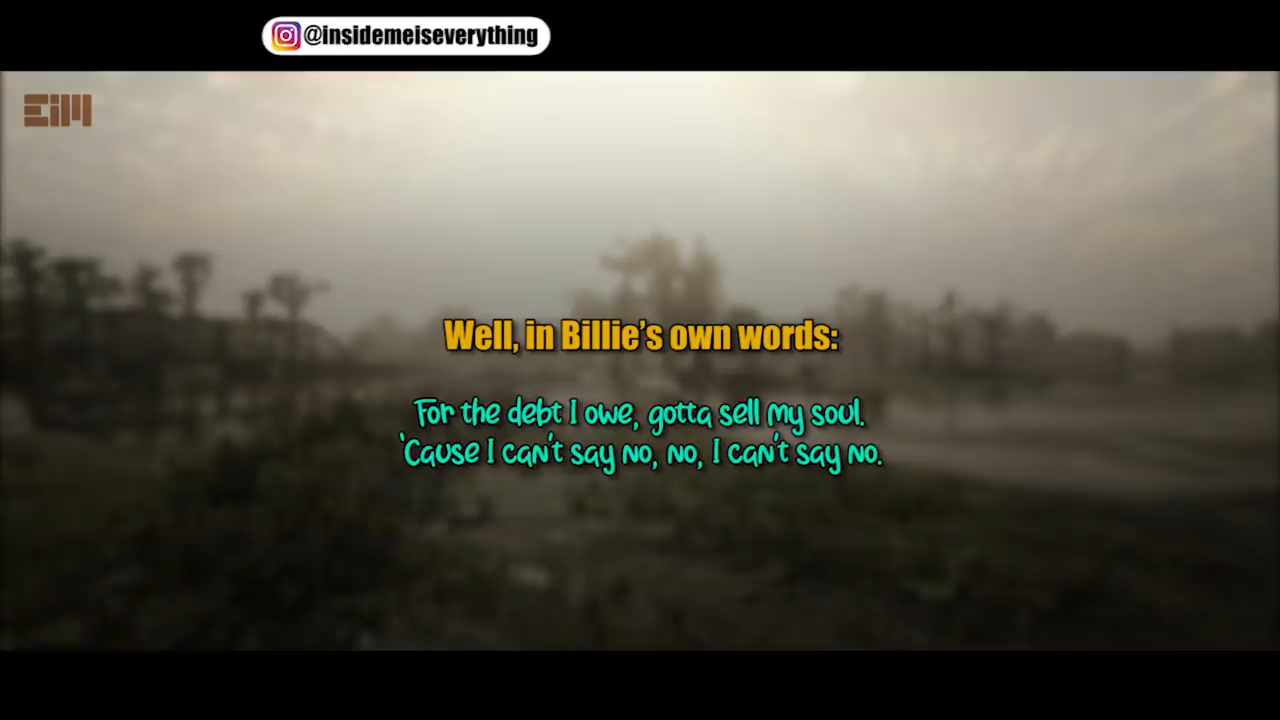 @insidemeiseverything
EiM
Well, in Billie’s own words:
For the debt I owe, gotta sell my soul.
‘Cause I can’t say no, no, I can’t say no.